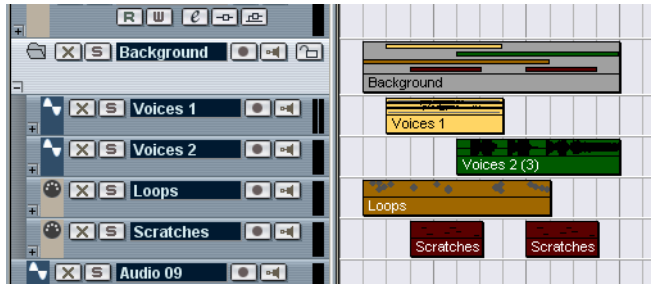 R W e
X S Background
Background
X S Voices 1
Voices 1
X S Voices 2
Voices 2 (3)
X S Loops
Loops
X S Scratches
Scratches Scratches
X S Audio 09